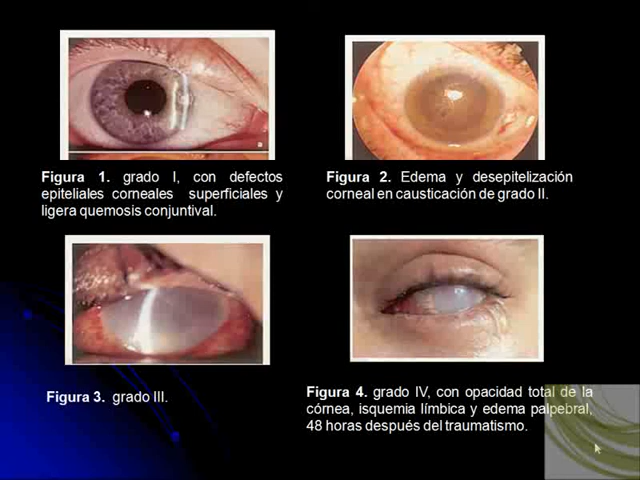 Figura 1. grado I, con defectos
epiteliales corneales superficiales y
ligera quemosis conjuntival.
Figura 2. Edema y desepitelización
corneal en causticación de grado II.
Figura 3. grado III.
Figura 4. grado IV, con opacidad total de la
córnea, isquemia límbica y edema palpebral,
48 horas después del traumatismo.